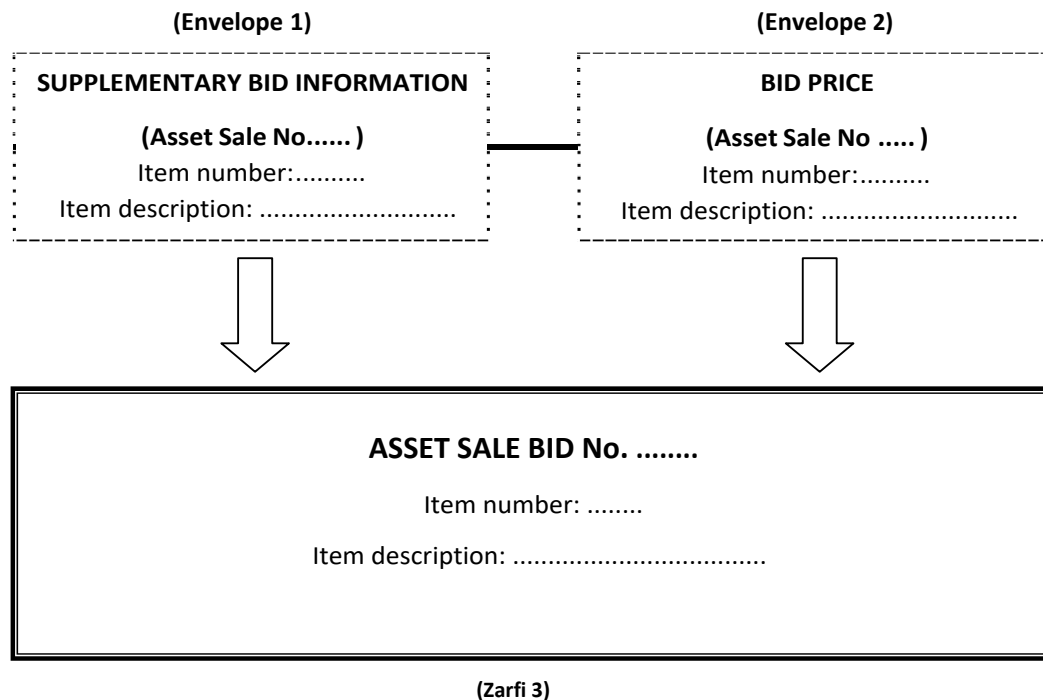 (Envelope 1)
SUPPLEMENTARY BID INFORMATION
(Asset Sale No...... )
Item number:..........
Item description: ............................
(Envelope 2)
BID PRICE
(Asset Sale No ..... )
Item number:..........
Item description: ............................
ASSET SALE BID No. ........
Item number: ........
Item description: ....................................
(Zarfi 3)